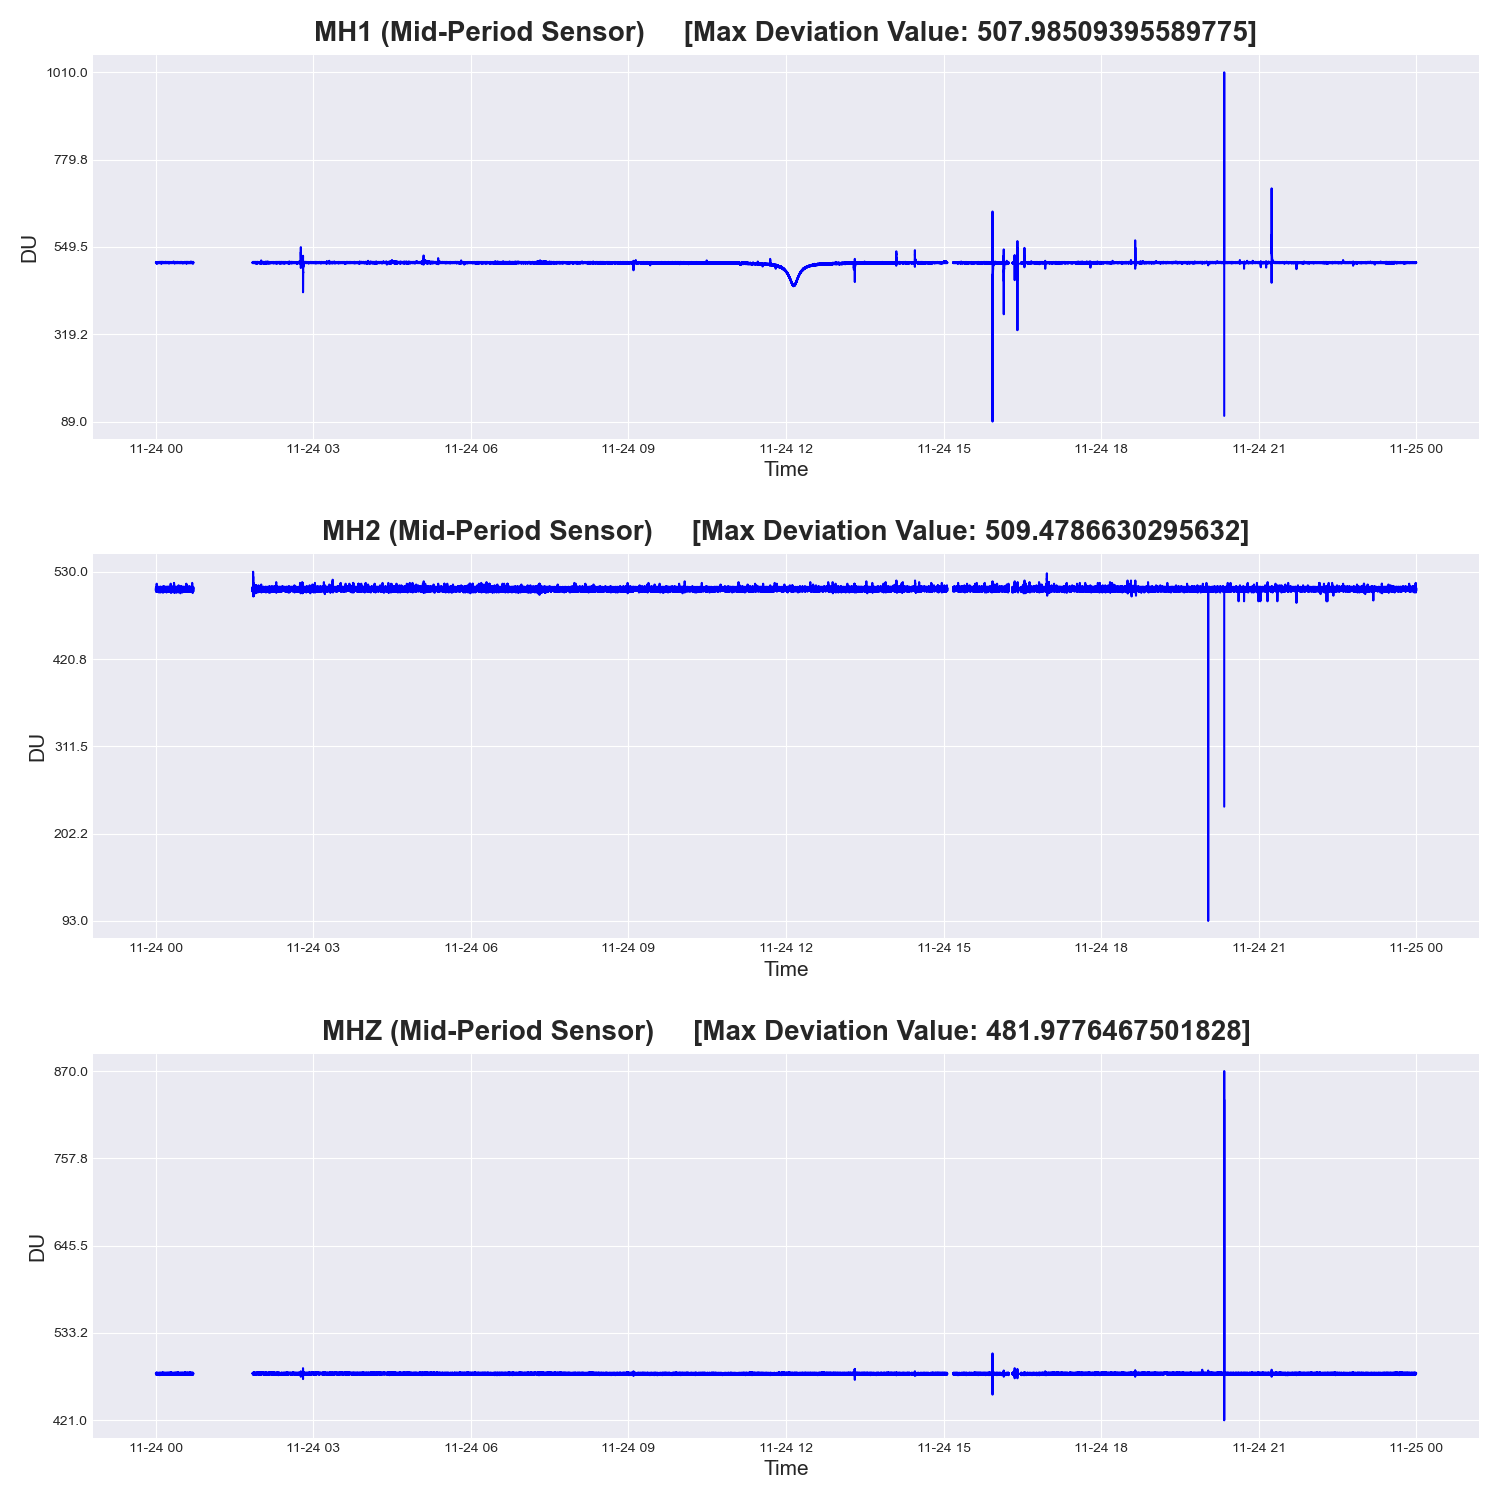 MH1 (Mid-Period Sensor) [Max Deviation Value: 507.98509395589775]
1010.0
779.8
549.5
319.2
89.0
DU
11-24 00 11-24 03 11-24 06 11-24 09 11-24 12 11-24 15 11-24 18 11-24 21 11-25 00
Time
MH2 (Mid-Period Sensor) [Max Deviation Value: 509.4786630295632]
530.0
420.8
311.5
202.2
93.0
DU
11-24 00 11-24 03 11-24 06 11-24 09 11-24 12 11-24 15 11-24 18 11-24 21 11-25 00
Time
MHZ (Mid-Period Sensor) [Max Deviation Value: 481.9776467501828]
870.0
757.8
645.5
533.2
421.0
DU
11-24 00 11-24 03 11-24 06 11-24 09 11-24 12 11-24 15 11-24 18 11-24 21 11-25 00
Time